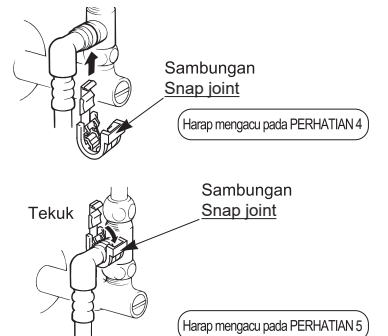 Sambungan
Snap joint
Harap mengacu pada PERHATIAN 4
Sambungan
Snap joint
Tekuk
Harap mengacu pada PERHATIAN 5